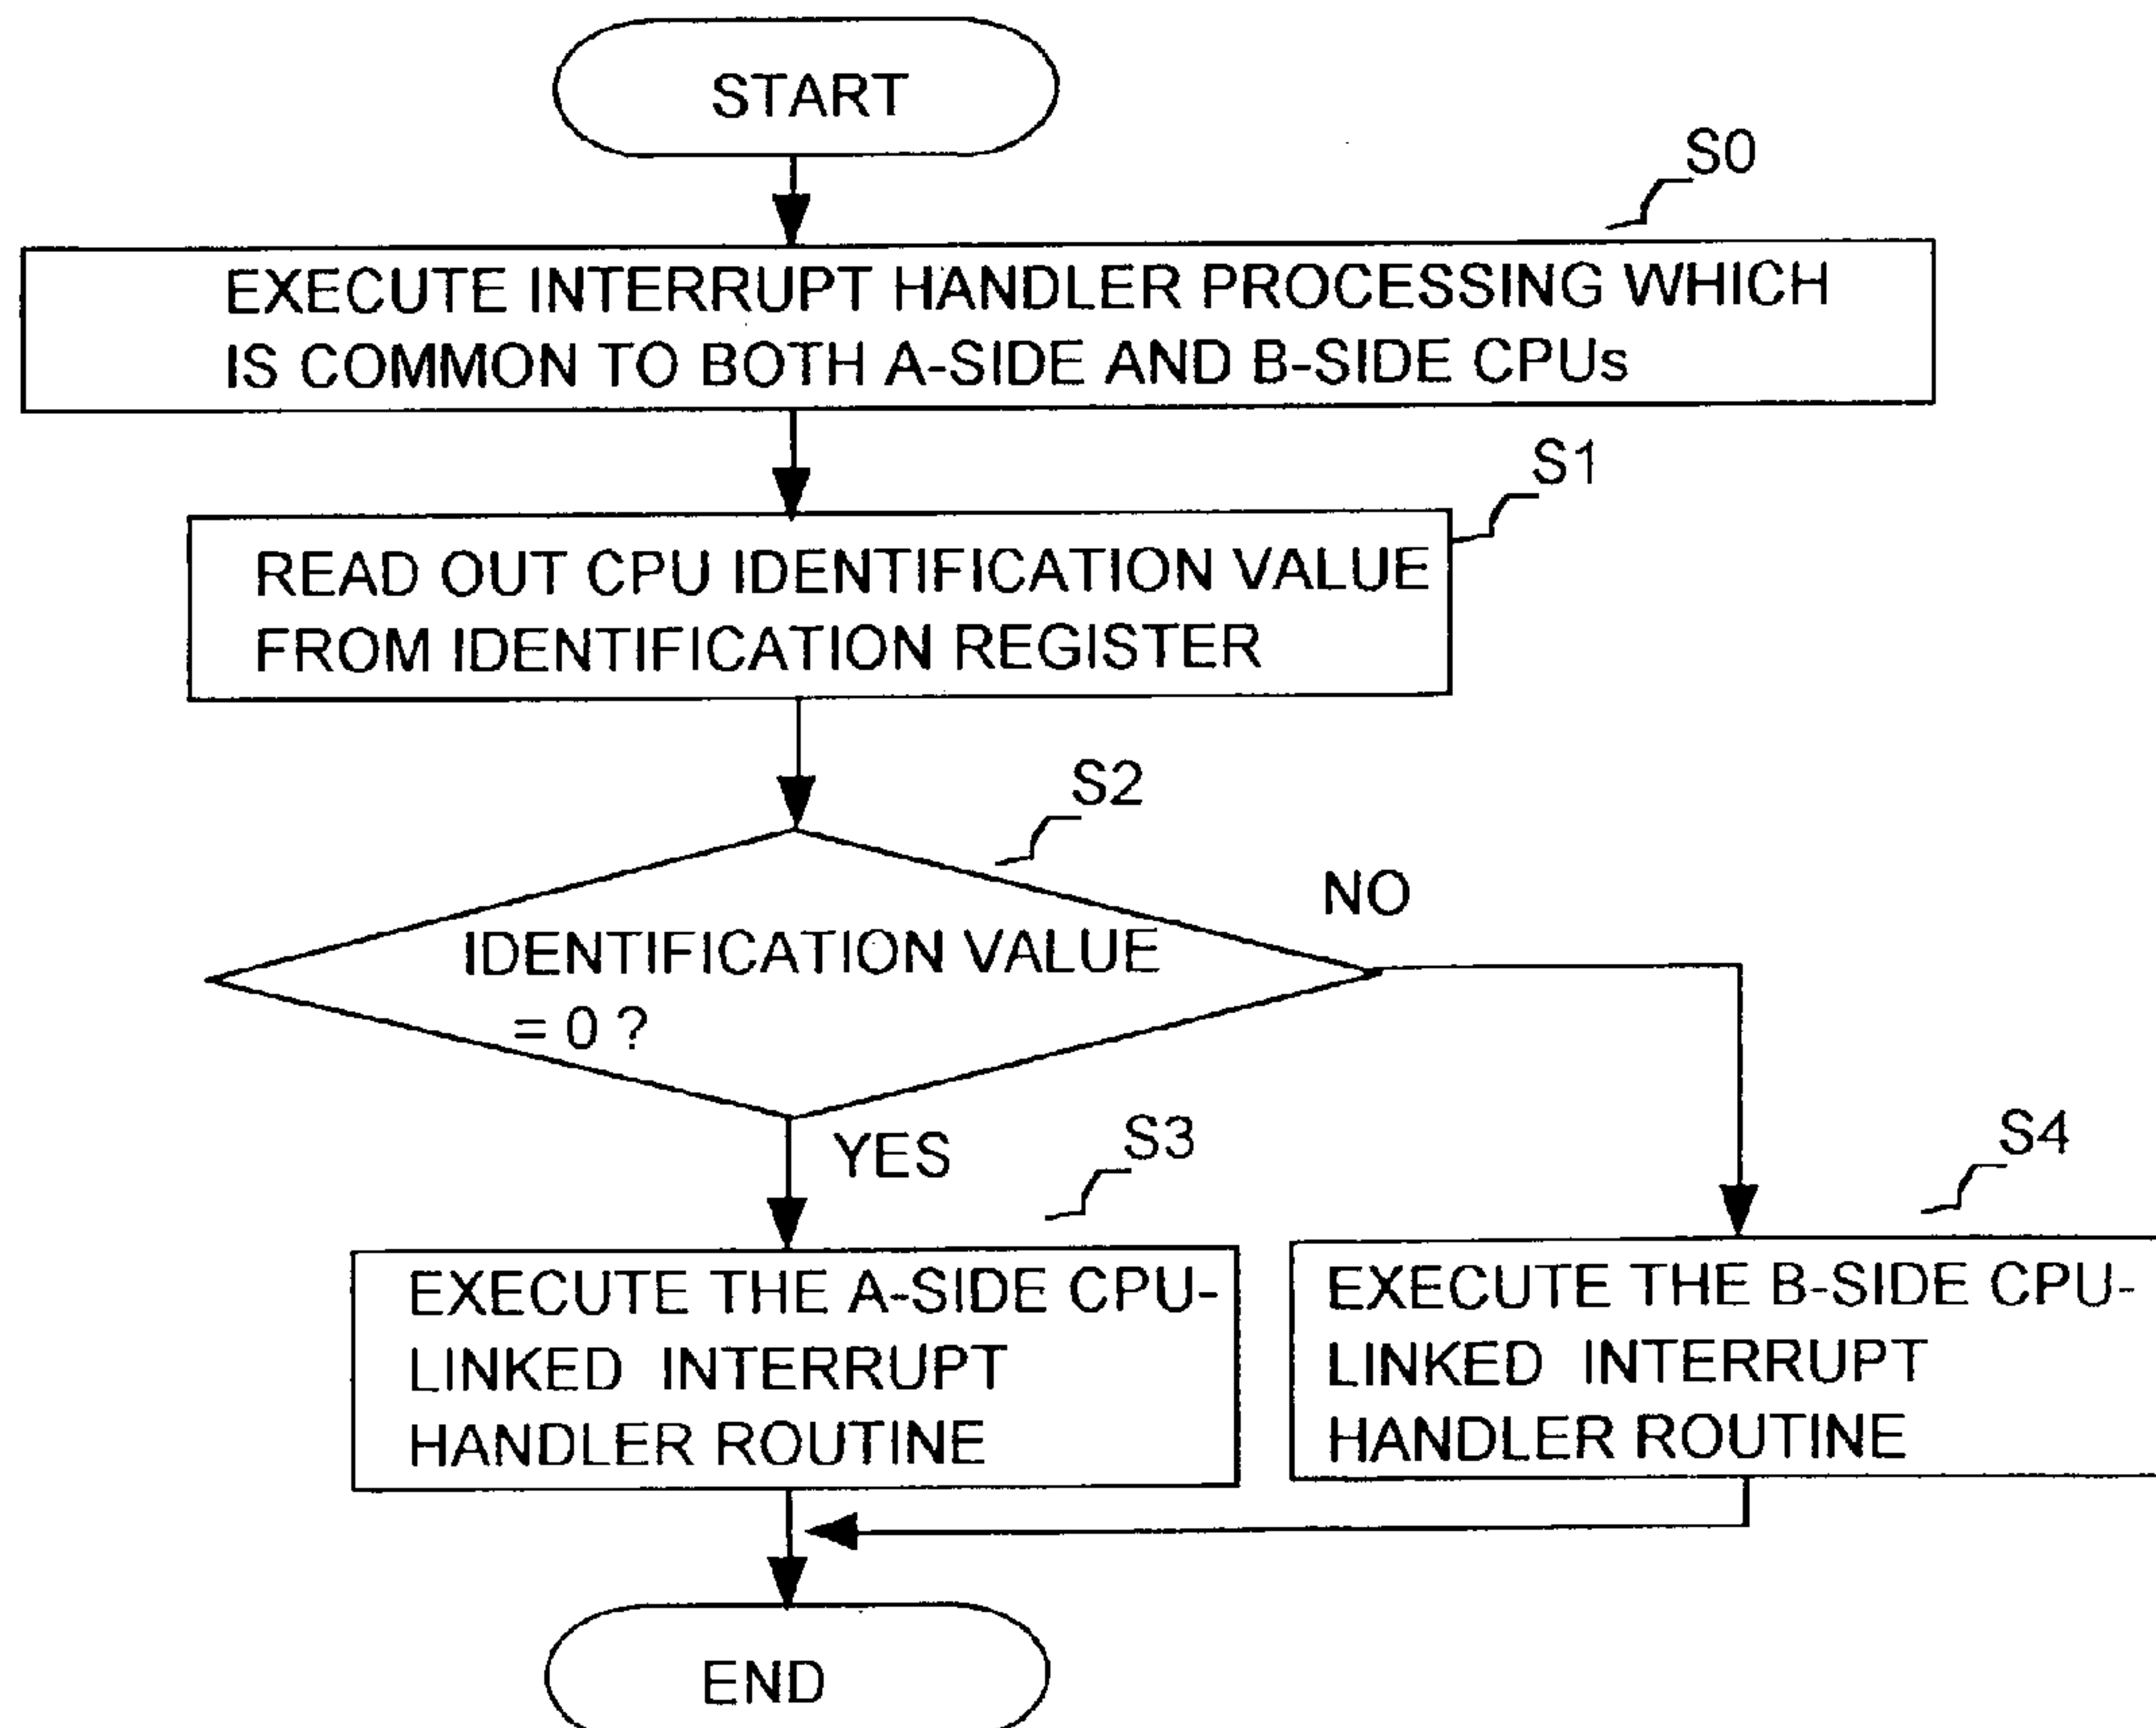 START
S0
EXECUTE INTERRUPT HANDLER PROCESSING WHICH
IS COMMON TO BOTH A-SIDE AND B-SIDE CPUs
S1
READ OUT CPU IDENTIFICATION VALUE
FROM IDENTIFICATION REGISTER
S2
NO
IDENTIFICATION VALUE
= 0 ?
YES
S3
S4
EXECUTE THE A-SIDE CPU-
LINKED INTERRUPT
HANDLER ROUTINE
EXECUTE THE B-SIDE CPU-
LINKED INTERRUPT
HANDLER ROUTINE
END